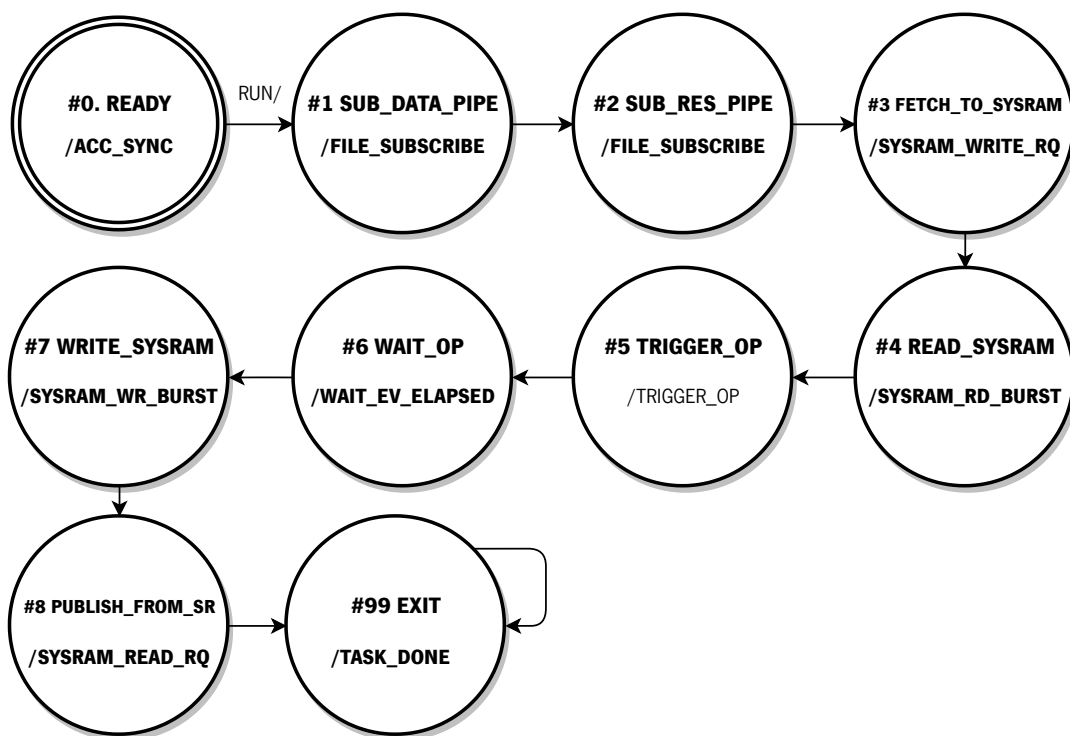 #0. READY
/ACC_SYNC
RUN/
#1 SUB_DATA_PIPE
/FILE_SUBSCRIBE
#2 SUB_RES_PIPE
/FILE_SUBSCRIBE
#3 FETCH_TO_SYSRAM
/SYSRAM_WRITE_RQ
#4 READ_SYSRAM
/SYSRAM_RD_BURST
#5 TRIGGER_OP
/TRIGGER_OP
#6 WAIT_OP
/WAIT_EV_ELAPSED
#7 WRITE_SYSRAM
/SYSRAM_WR_BURST
#8 PUBLISH_FROM_SR
/SYSRAM_READ_RQ
#99 EXIT
/TASK_DONE